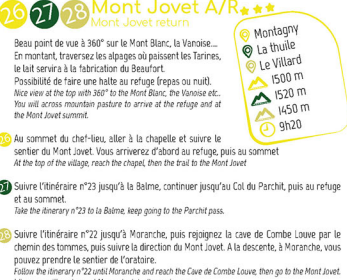 26 27 28 Mont Jovet A/R
Mont Jovet return
Montagny
La thuile
Le Villard
1500 m
1520 m
1450 m
9h20
Beau point de vue à 360° sur le Mont Blanc, la Vanoise....
En montant, traversez les alpages où paissent les Tarines,
le lait servira à la fabrication du Beaufort.
Possibilité de faire une halte au refuge (repas ou nuit).
Nice view at the top with 360° to the Mont Blanc, the Vanoise etc..
You will across mountain pasture to arrive at the refuge and at
the Mont Jovet summit.
26 Au sommet du chef-lieu, aller à la chapelle et suivre le
sentier du Mont Jovet. Vous arriverez d'abord au refuge, puis au sommet
At the top of the village, reach the chapel, then the trail to the Mont Jovet
27 Suivre l'itinéraire n°23 jusqu'à la Balme, continuer jusqu'au Col du Parchit, puis au refuge
et au sommet.
Take the itinerary n°23 to la Balme, keep going to the Parchit pass.
28 Suivre l'itinéraire n°22 jusqu'à Moranche, puis rejoignez la cave de Combe Louve par le
chemin des tommes, puis suivre la direction du Mont Jovet. A la descente, à Moranche, vous
pouvez prendre le sentier de l'oratoire.
Follow the itinerary n°22 until Moranche and reach the Cave de Combe Louve, then go to the Mont Jovet.